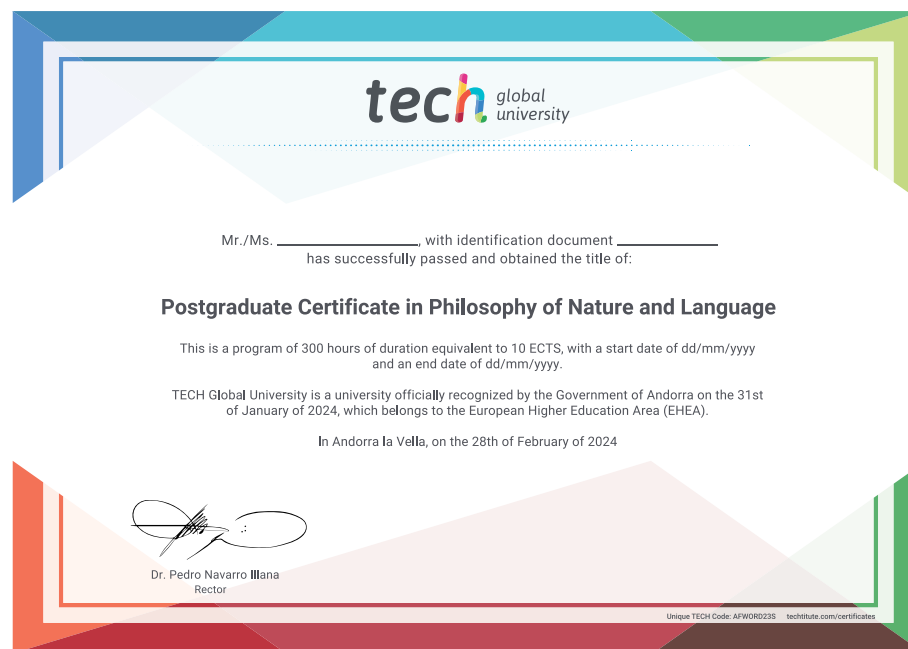 tech global
university
Mr./Ms. ____________, with identification document ____________
has successfully passed and obtained the title of:
Postgraduate Certificate in Philosophy of Nature and Language
This is a program of 300 hours of duration equivalent to 10 ECTS, with a start date of dd/mm/yyyy
and an end date of dd/mm/yyyy.
TECH Global University is a university officially recognized by the Government of Andorra on the 31st
of January of 2024, which belongs to the European Higher Education Area (EHEA).
In Andorra la Vella, on the 28th of February of 2024
Dr. Pedro Navarro Illana
Rector
Unique TECH Code: AFWORD23S techtitute.com/certificates